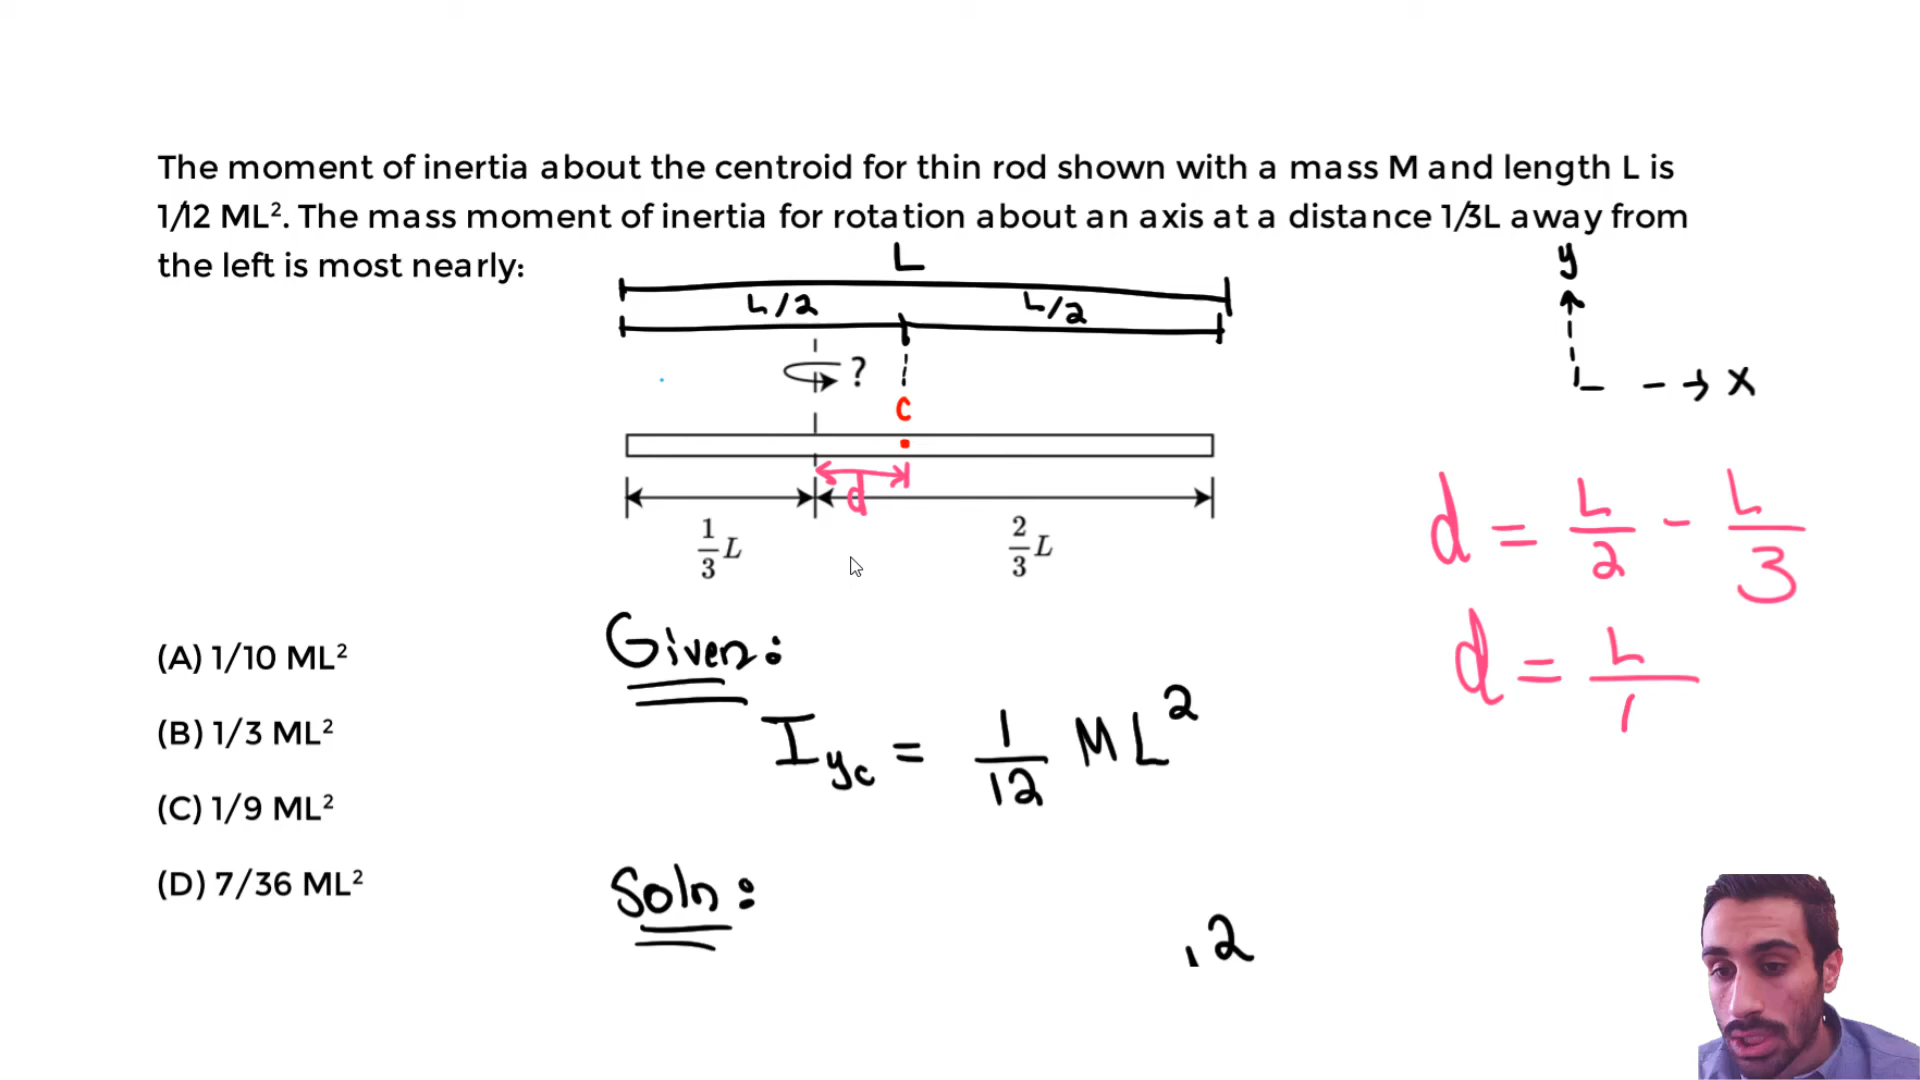 The moment of inertia about the centroid for thin rod shown with a mass M and length L is
1/12 ML². The mass moment of inertia for rotation about an axis at a distance 1/3L away from
the left is most nearly:
L
L/2 L/2
y
x
?
c
d
1/3 L
2/3 L
d = L/2 - L/3
d = L/
(A) 1/10 ML²
(B) 1/3 ML²
(C) 1/9 ML²
(D) 7/36 ML²
Given:
I yc = 1/12 ML²
Soln:
2